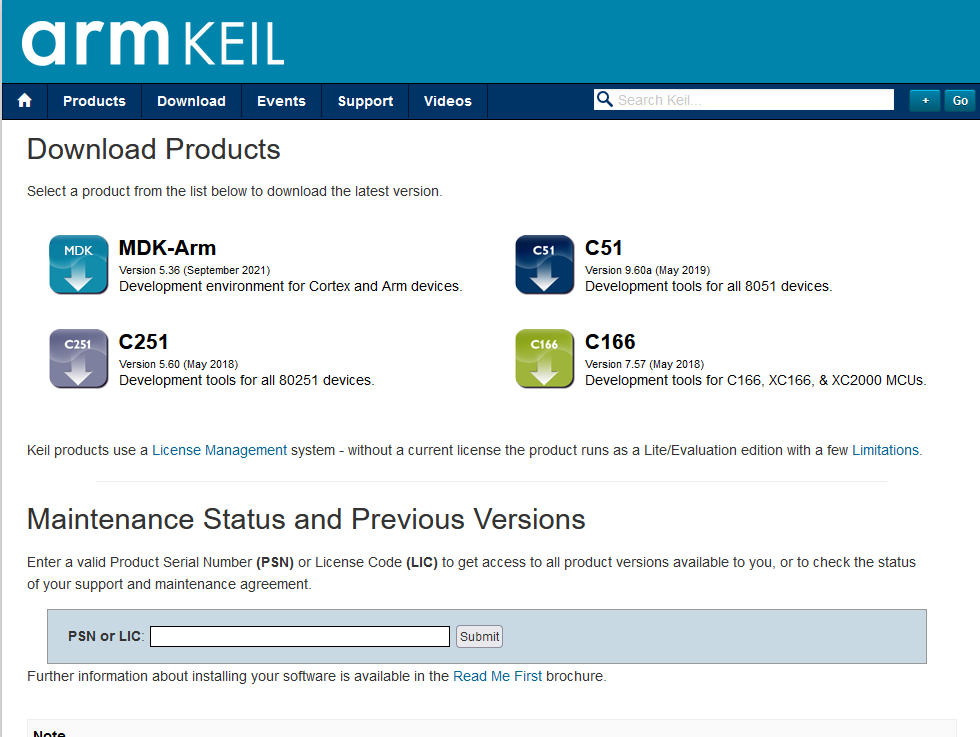 arm KEIL
Products Download Events Support Videos Search Keil... + Go
Download Products
Select a product from the list below to download the latest version.
MDK
MDK-Arm
Version 5.36 (September 2021)
Development environment for Cortex and Arm devices.
C51
C51
Version 9.60a (May 2019)
Development tools for all 8051 devices.
C251
C251
Version 5.60 (May 2018)
Development tools for all 80251 devices.
C166
C166
Version 7.57 (May 2018)
Development tools for C166, XC166, & XC2000 MCUs.
Keil products use a License Management system - without a current license the product runs as a Lite/Evaluation edition with a few Limitations.
Maintenance Status and Previous Versions
Enter a valid Product Serial Number (PSN) or License Code (LIC) to get access to all product versions available to you, or to check the status
of your support and maintenance agreement.
PSN or LIC: Submit
Further information about installing your software is available in the Read Me First brochure.
Note